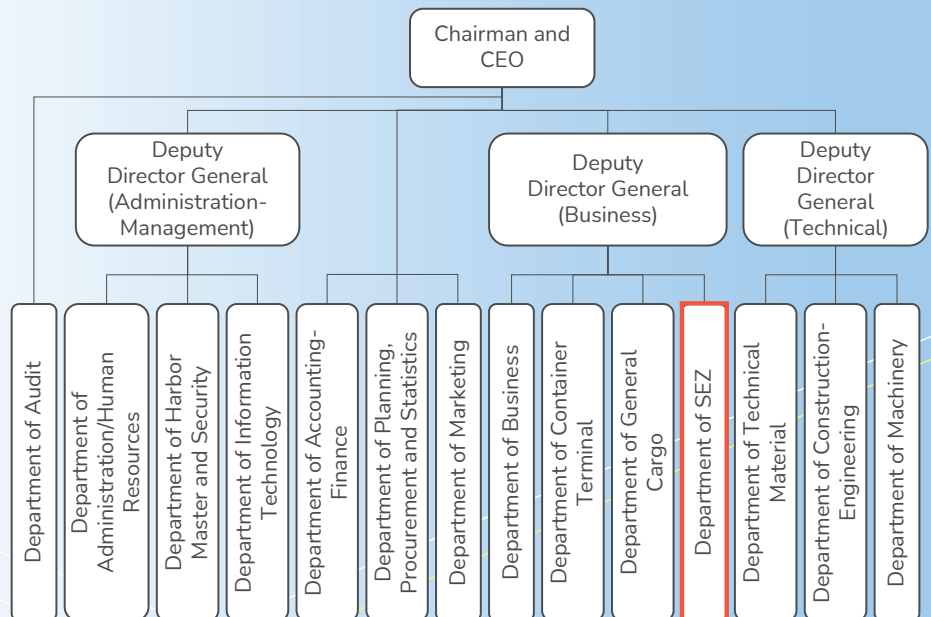 Chairman and
CEO
Deputy
Director General
(Administration-
Management)
Deputy
Director General
(Business)
Deputy
Director
General
(Technical)
Department of Audit
Department of
Administration/Human
Resources
Department of Harbor
Master and Security
Department of Information
Technology
Department of Accounting-
Finance
Department of Planning,
Procurement and Statistics
Department of Marketing
Department of Business
Department of Container
Terminal
Department of General
Cargo
Department of SEZ
Department of Technical
Material
Department of Construction-
Engineering
Department of Machinery